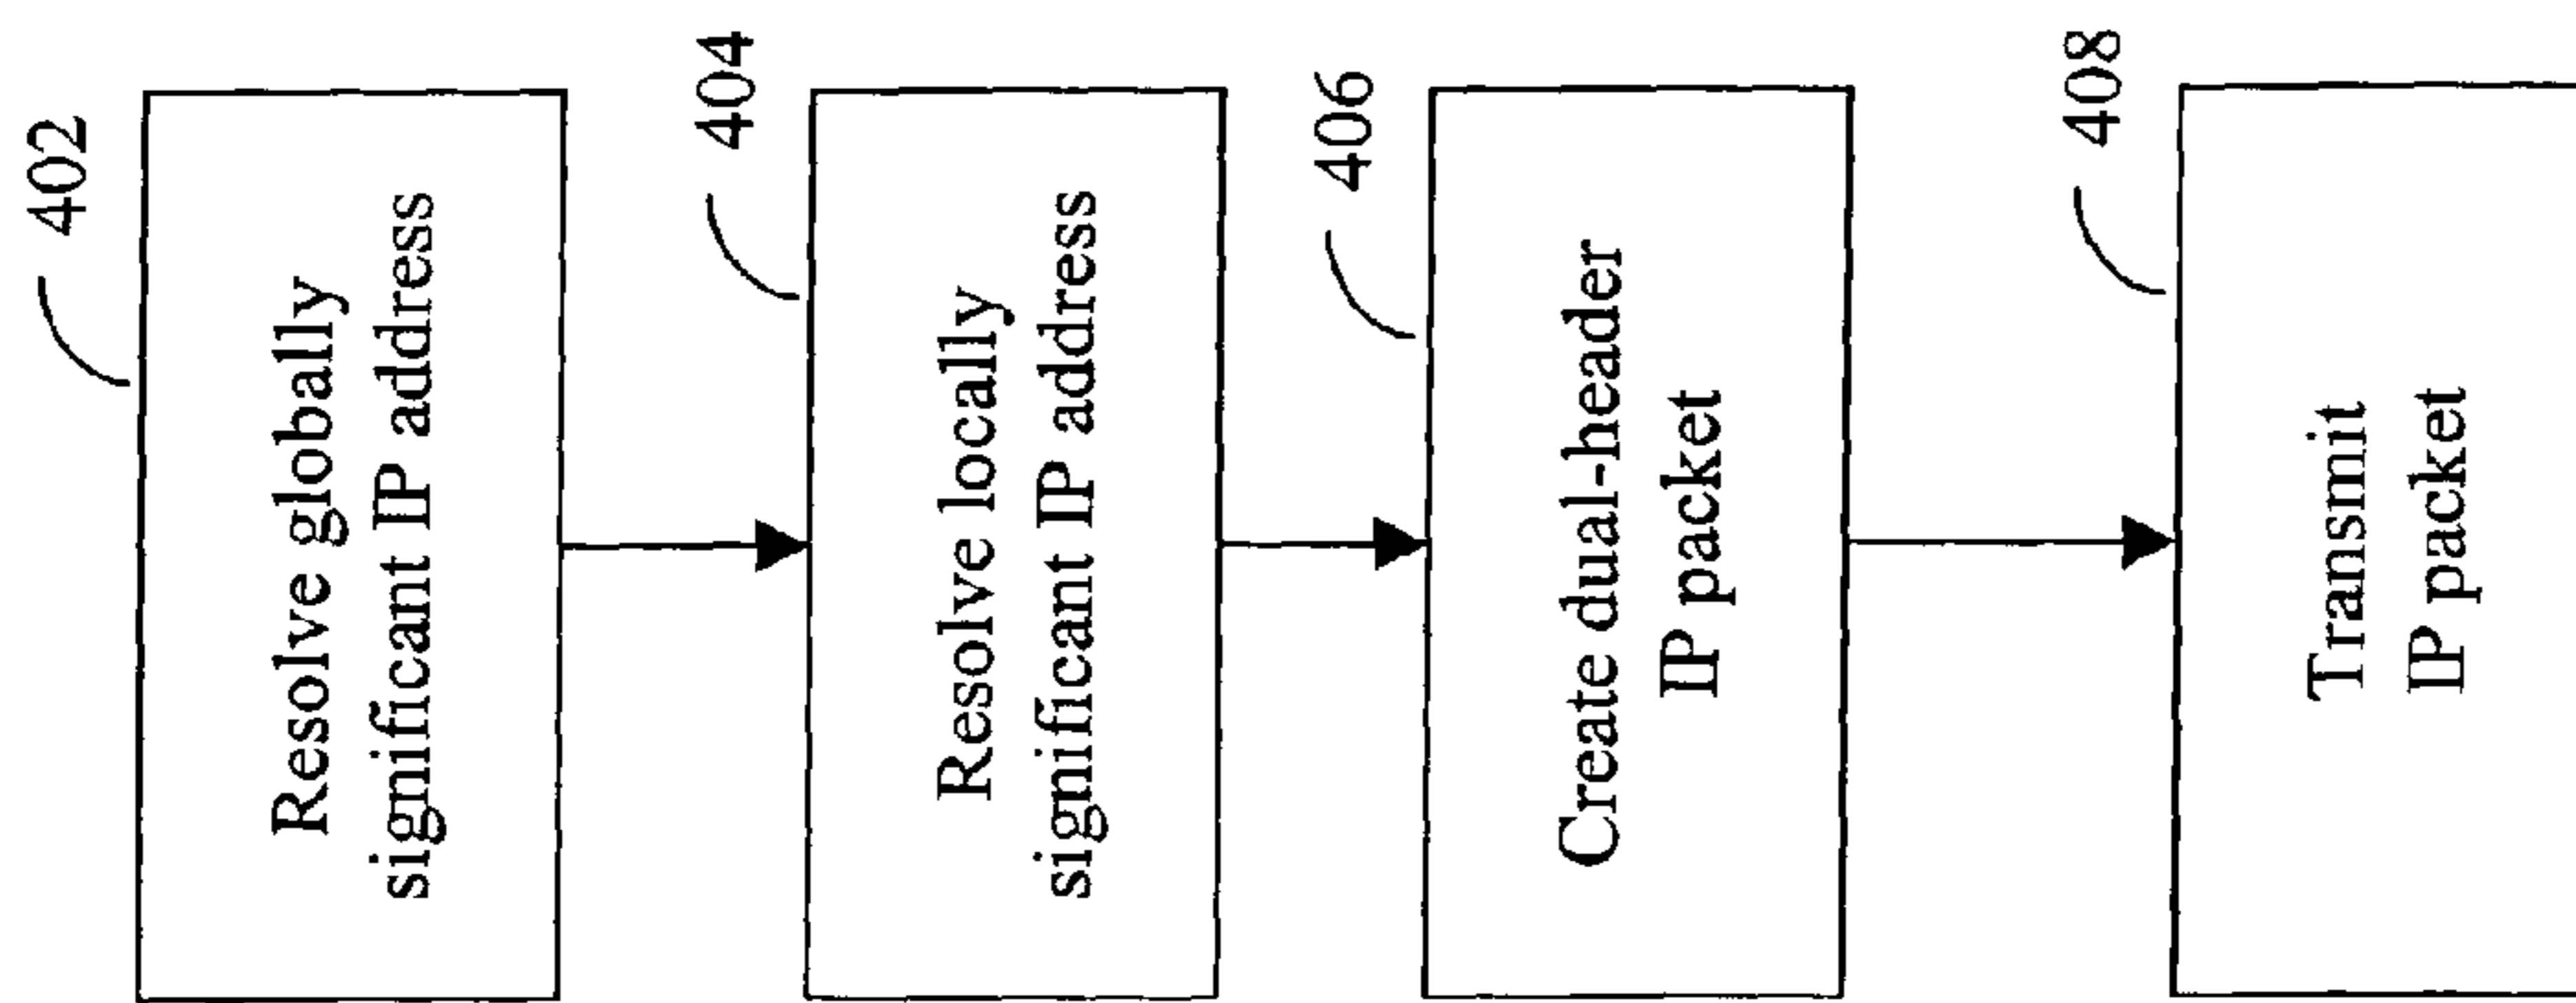 402
Resolve globally
significant IP address
404
Resolve locally
significant IP address
406
Create dual-header
IP packet
408
Transmit
IP packet